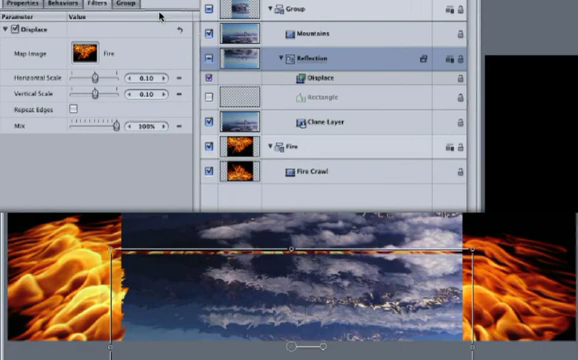 Properties Behaviors Filters Group
Parameter Value
Displace
Map Image Fire
Horizontal Scale 0.10
Vertical Scale 0.10
Repeat Edges
Mix 100%
Group
Mountains
Reflection
Displace
Rectangle
Clone Layer
Fire
Fire Crawl